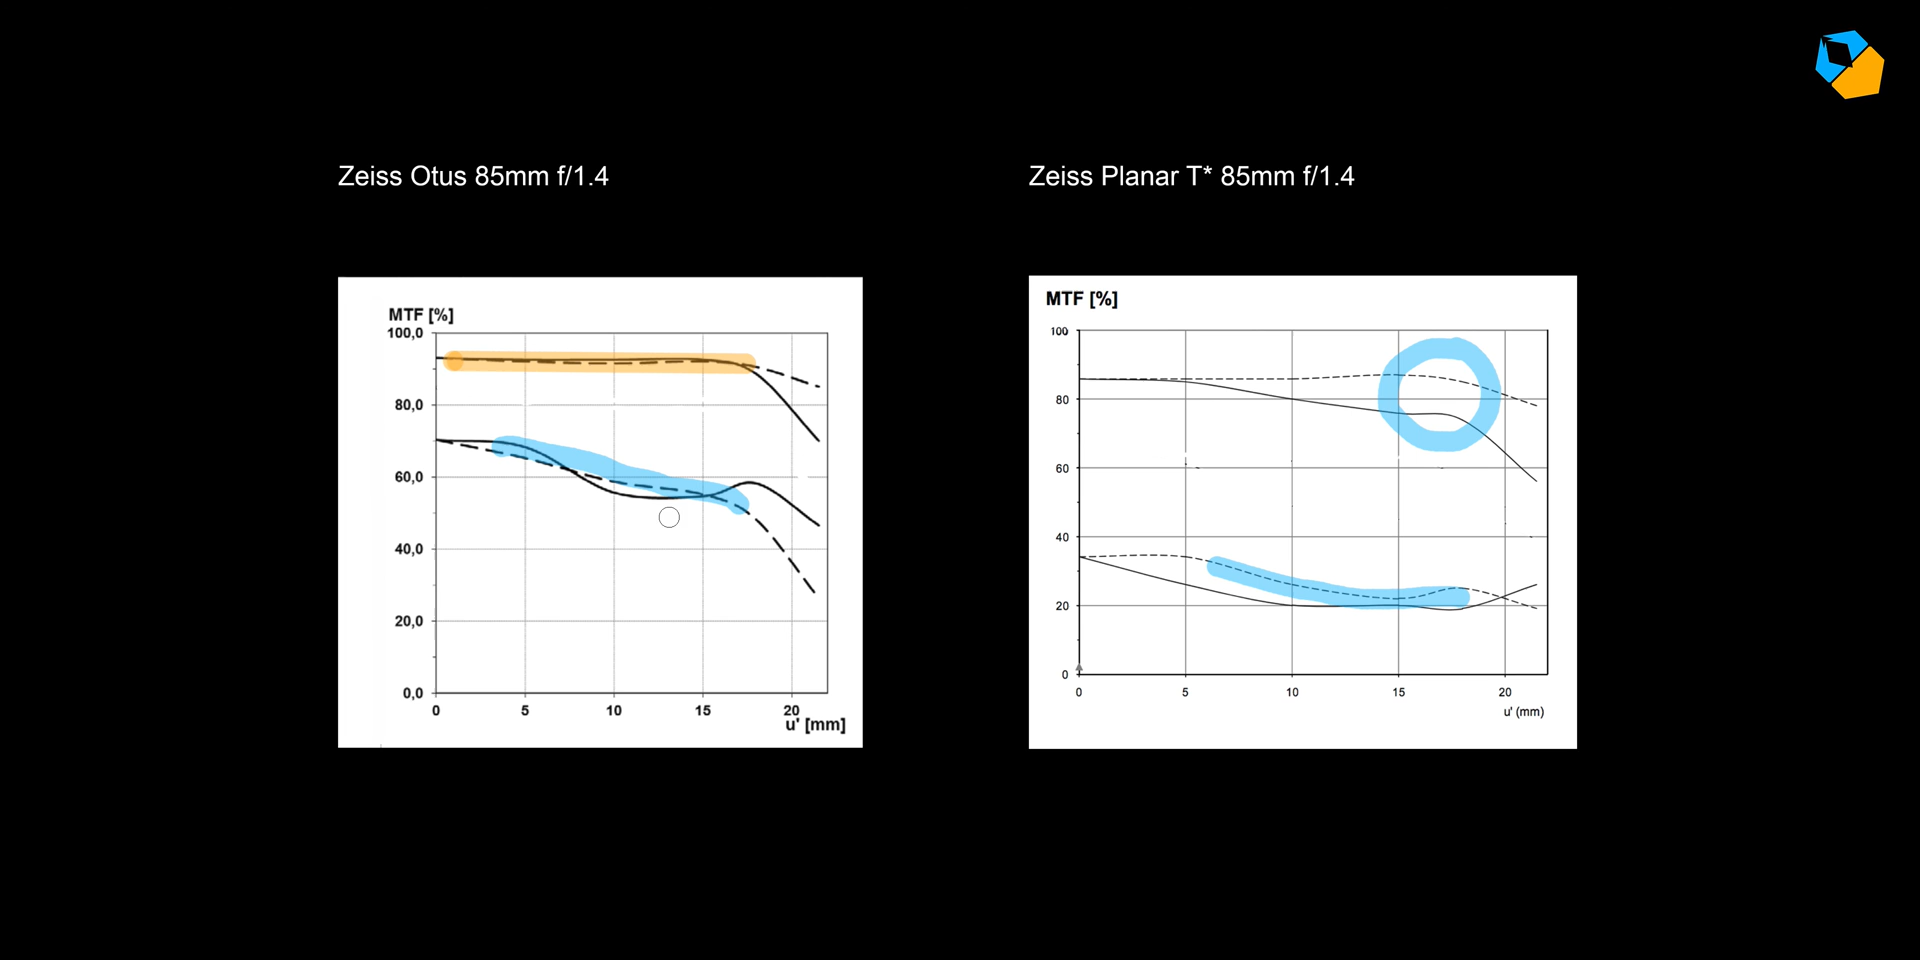 Zeiss Otus 85mm f/1.4
Zeiss Planar T* 85mm f/1.4
MTF [%]
100,0
80,0
60,0
40,0
20,0
0,0
0 5 10 15 20
u' [mm]
MTF [%]
100
80
60
40
20
0
0 5 10 15 20
u' (mm)